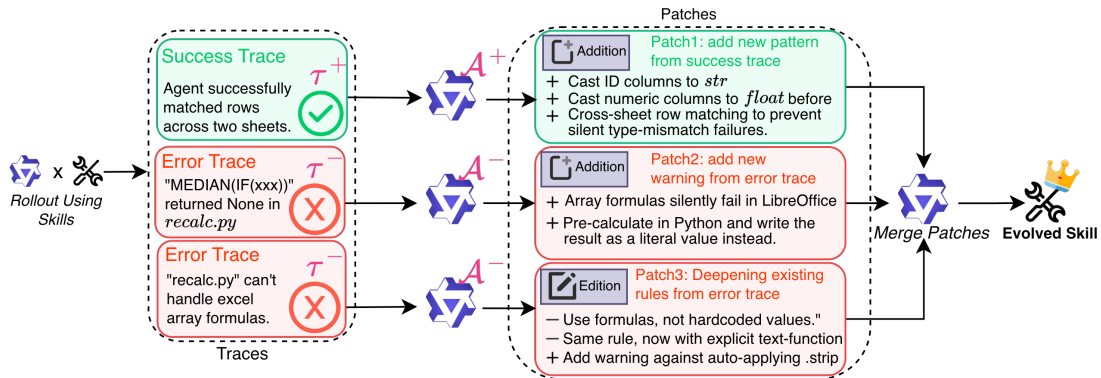 x
Rollout Using
Skills
Success Trace
τ+
Agent successfully
matched rows
across two sheets.
Error Trace
τ−
"MEDIAN(IF(xxx))"
returned None in
recalc.py
Error Trace
τ−
"recalc.py" can't
handle excel
array formulas.
Traces
A+
A−
A−
Patches
Addition
Patch1: add new pattern
from success trace
+ Cast ID columns to str
+ Cast numeric columns to float before
+ Cross-sheet row matching to prevent
silent type-mismatch failures.
Addition
Patch2: add new
warning from error trace
+ Array formulas silently fail in LibreOffice
+ Pre-calculate in Python and write the
result as a literal value instead.
Edition
Patch3: Deepening existing
rules from error trace
− Use formulas, not hardcoded values."
− Same rule, now with explicit text-function
+ Add warning against auto-applying .strip
Merge Patches
Evolved Skill